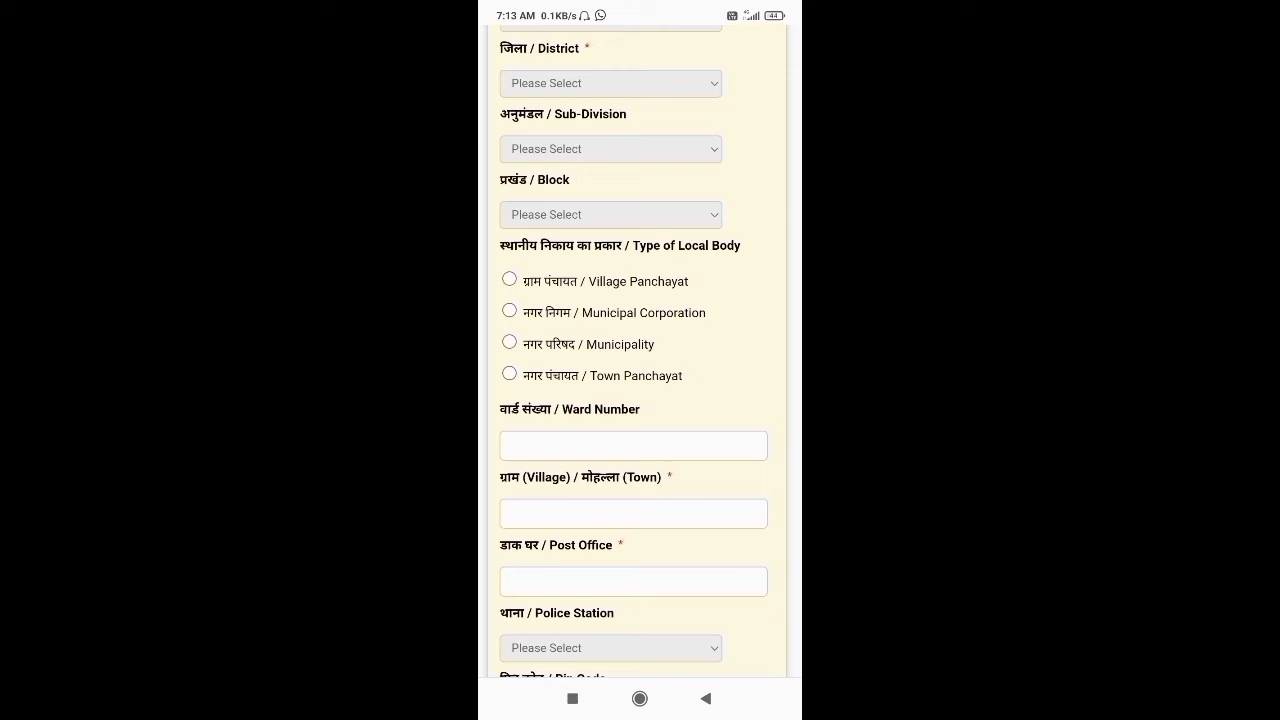 7:13 AM 0.1KB/s 4G 44
जिला / District *
Please Select
अनुमंडल / Sub-Division
Please Select
प्रखंड / Block
Please Select
स्थानीय निकाय का प्रकार / Type of Local Body
ग्राम पंचायत / Village Panchayat
नगर निगम / Municipal Corporation
नगर परिषद / Municipality
नगर पंचायत / Town Panchayat
वार्ड संख्या / Ward Number
ग्राम (Village) / मोहल्ला (Town) *
डाक घर / Post Office *
थाना / Police Station
Please Select